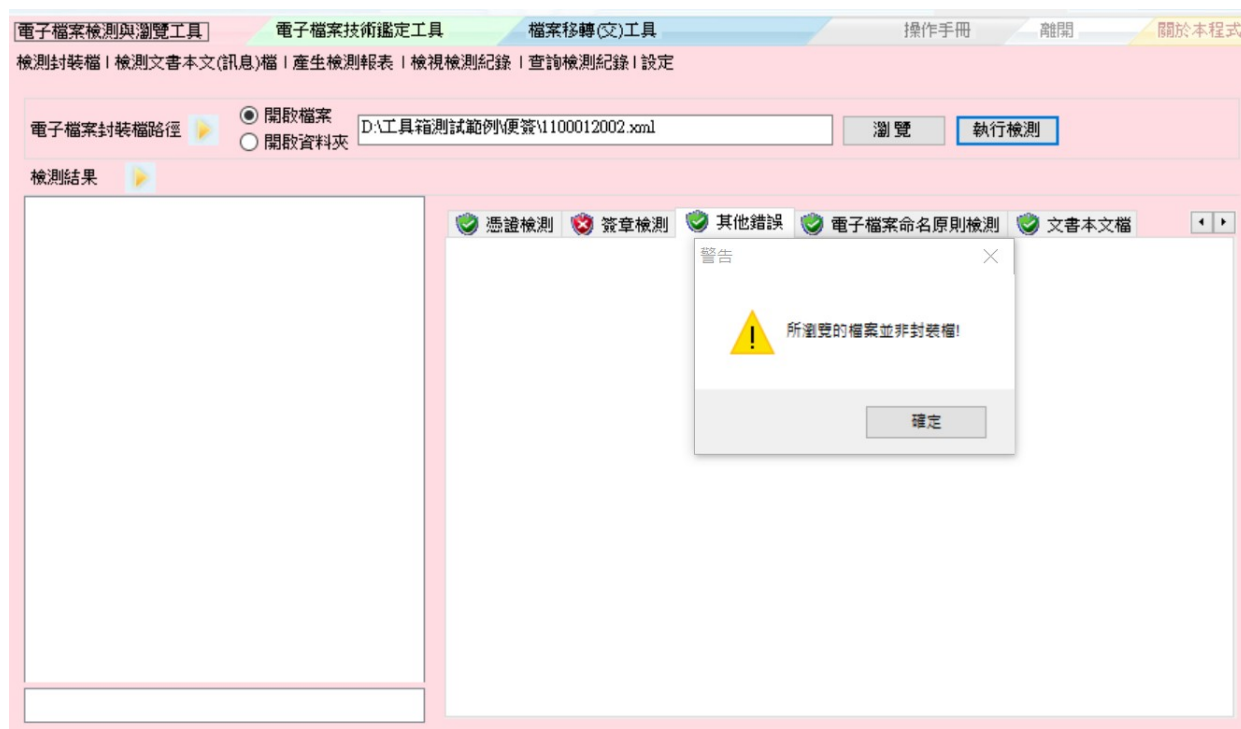 電子檔案檢測與瀏覽工具 電子檔案技術鑑定工具 檔案移轉(交)工具 操作手冊 離開 關於本程式
檢測封裝檔 | 檢測文書本文(訊息)檔 | 產生檢測報表 | 檢視檢測紀錄 | 查詢檢測紀錄 | 設定
電子檔案封裝檔路徑 開啟檔案 D:\工具箱測試範例\便簽\1100012002.xml 瀏覽 執行檢測
開啟資料夾
檢測結果
憑證檢測 簽章檢測 其他錯誤 電子檔案命名原則檢測 文書本文檔
警告
所瀏覽的檔案並非封裝檔!
確定